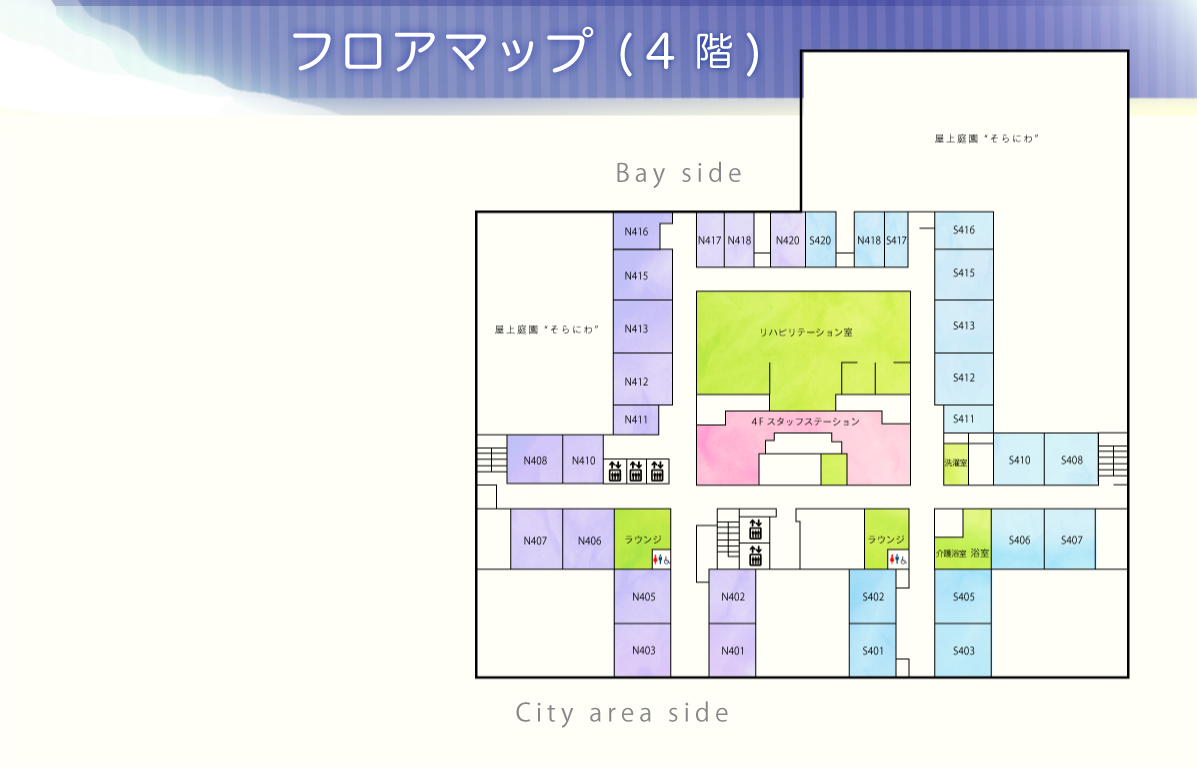 フロアマップ (4 階)
屋上庭園 “そらにわ”
Bay side
N416
N417
N418
N420
S420
N418
S417
S416
N415
S415
屋上庭園 “そらにわ”
N413
リハビリテーション室
S413
N412
S412
N411
4F スタッフステーション
S411
N408
N410
洗濯室
S410
S408
N407
N406
ラウンジ
ラウンジ
介護浴室
浴室
S406
S407
N405
N402
S402
S405
N403
N401
S401
S403
City area side